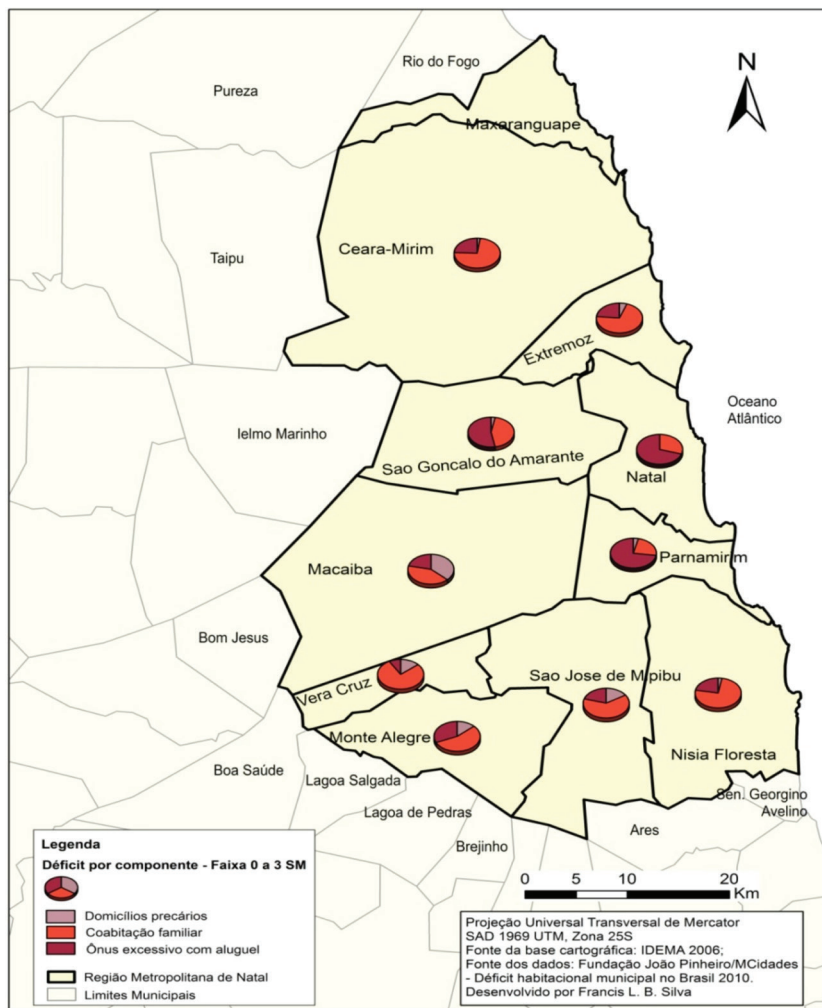 Rio do Fogo
N
Pureza
Maxaranguape
Ceara-Mirim
Taipu
Extremoz
Oceano
Atlântico
Ielmo Marinho
Sao Goncalo do Amarante
Natal
Macaiba
Parnamirim
Bom Jesus
Vera Cruz
Sao Jose de Mipibu
Monte Alegre
Nisia Floresta
Boa Saúde
Lagoa Salgada
Sen. Georgino
Avelino
Lagoa de Pedras
Ares
Brejinho
Legenda
Déficit por componente - Faixa 0 a 3 SM
Domicílios precários
Coabitação familiar
Ônus excessivo com aluguel
Região Metropolitana de Natal
Limites Municipais
0 5 10 20
Km
Projeção Universal Transversal de Mercator
SAD 1969 UTM, Zona 25S
Fonte da base cartográfica: IDEMA 2006;
Fonte dos dados: Fundação João Pinheiro/MCidades
- Déficit habitacional municipal no Brasil 2010.
Desenvolvido por Francis L. B. Silva